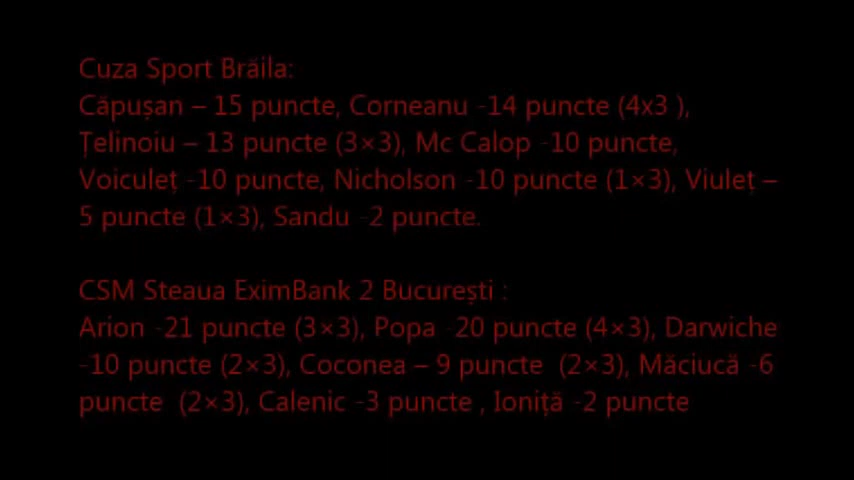 Cuza Sport Brăila:
Căpușan – 15 puncte, Corneanu -14 puncte (4x3 ),
Țelinoiu – 13 puncte (3×3), Mc Calop -10 puncte,
Voiculeț -10 puncte, Nicholson -10 puncte (1×3), Viuleț –
5 puncte (1×3), Sandu -2 puncte.
CSM Steaua EximBank 2 București :
Arion -21 puncte (3×3), Popa -20 puncte (4×3), Darwiche
-10 puncte (2×3), Coconea – 9 puncte  (2×3), Măciucă -6
puncte  (2×3), Calenic -3 puncte , Ioniță -2 puncte